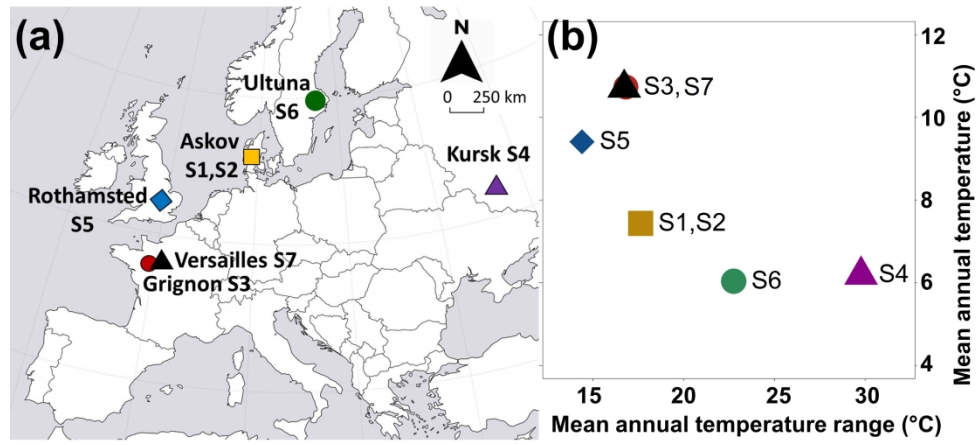 (a)
N
0 250 km
Ultuna
S6
Askov
S1,S2
Kursk S4
Rothamsted
S5
Versailles S7
Grignon S3
(b)
12
10
8
6
4
Mean annual temperature (°C)
S3, S7
S5
S1,S2
S6
S4
15 20 25 30
Mean annual temperature range (°C)